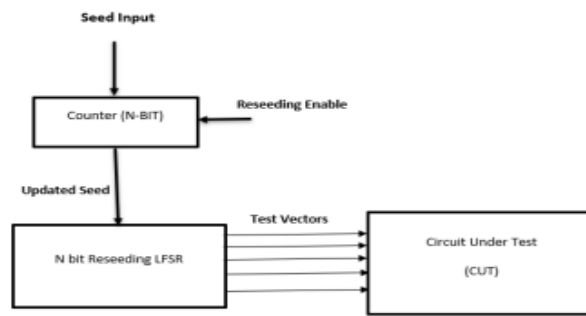 Seed Input
Counter (N-BIT)
Reseeding Enable
Updated Seed
Test Vectors
N bit Reseeding LFSR
Circuit Under Test
(CUT)